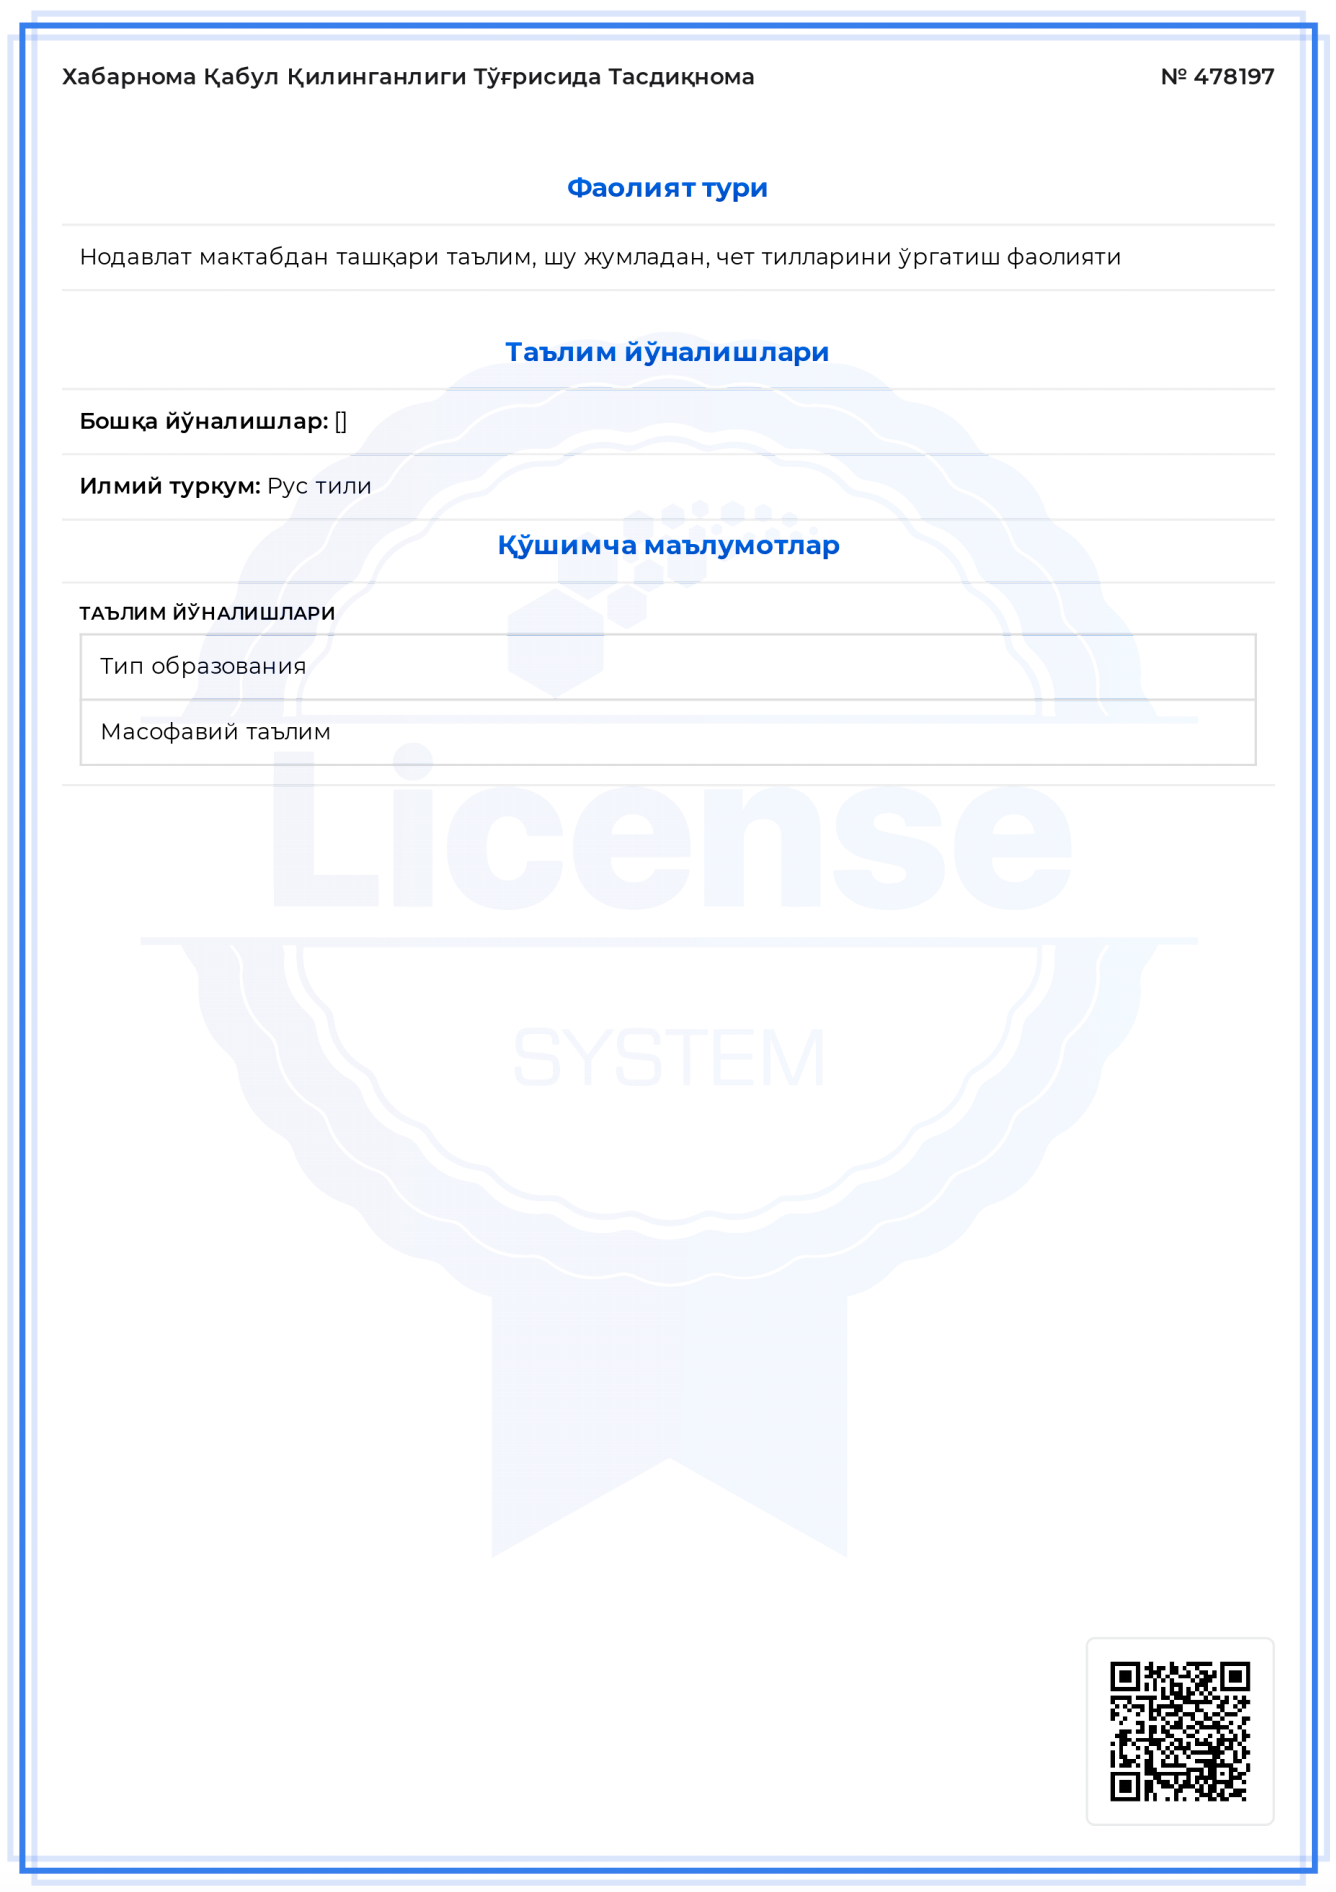 Хабарнома Қабул Қилинганлиги Тўғрисида Тасдиқнома
№ 478197
Фаолият тури
Нодавлат мактабдан ташқари таълим, шу жумладан, чет тилларини ўргатиш фаолияти
Таълим йўналишлари
Бошқа йўналишлар: []
Илмий туркум: Рус тили
Қўшимча маълумотлар
ТАЪЛИМ ЙЎНАЛИШЛАРИ
Тип образования
Масофавий таълим
License
SYSTEM